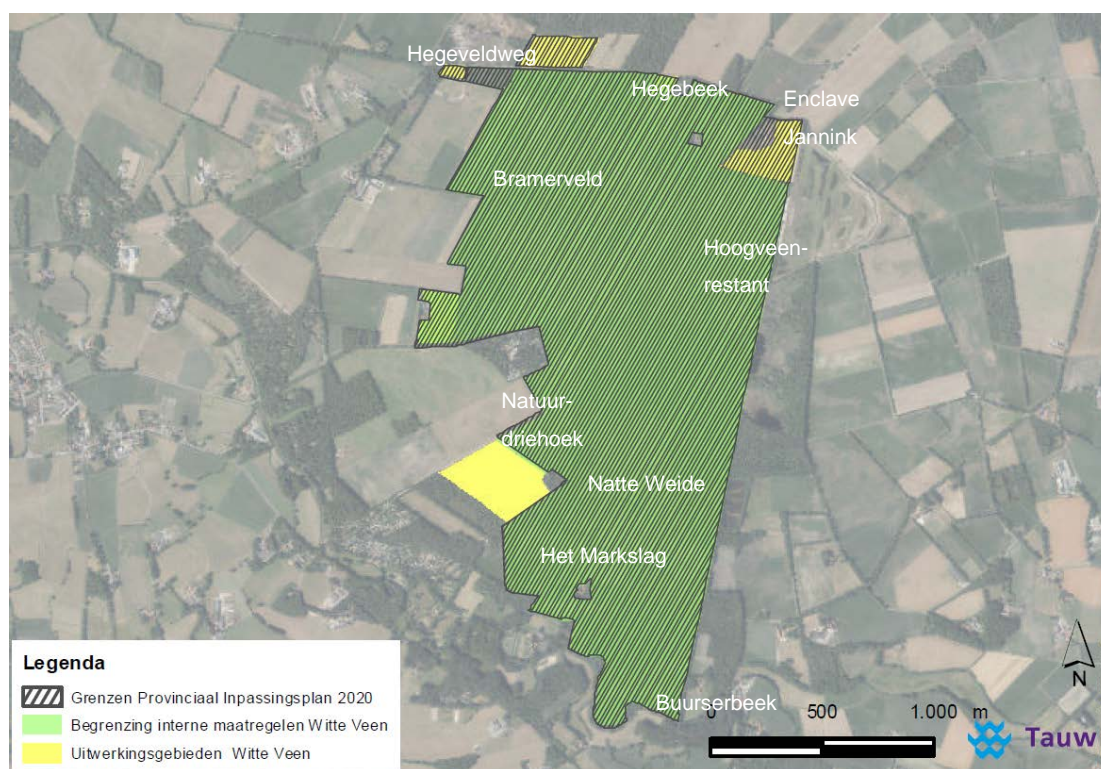 Hegeveldweg
Hegebeek
Enclave
Jannink
Bramerveld
Hoogveen-
restant
Natuur-
driehoek
Natte Weide
Het Markslag
Buurserbeek
Legenda
Grenzen Provinciaal Inpassingsplan 2020
Begrenzing interne maatregelen Witte Veen
Uitwerkingsgebieden Witte Veen
0 500 1.000 m
N
Tauw